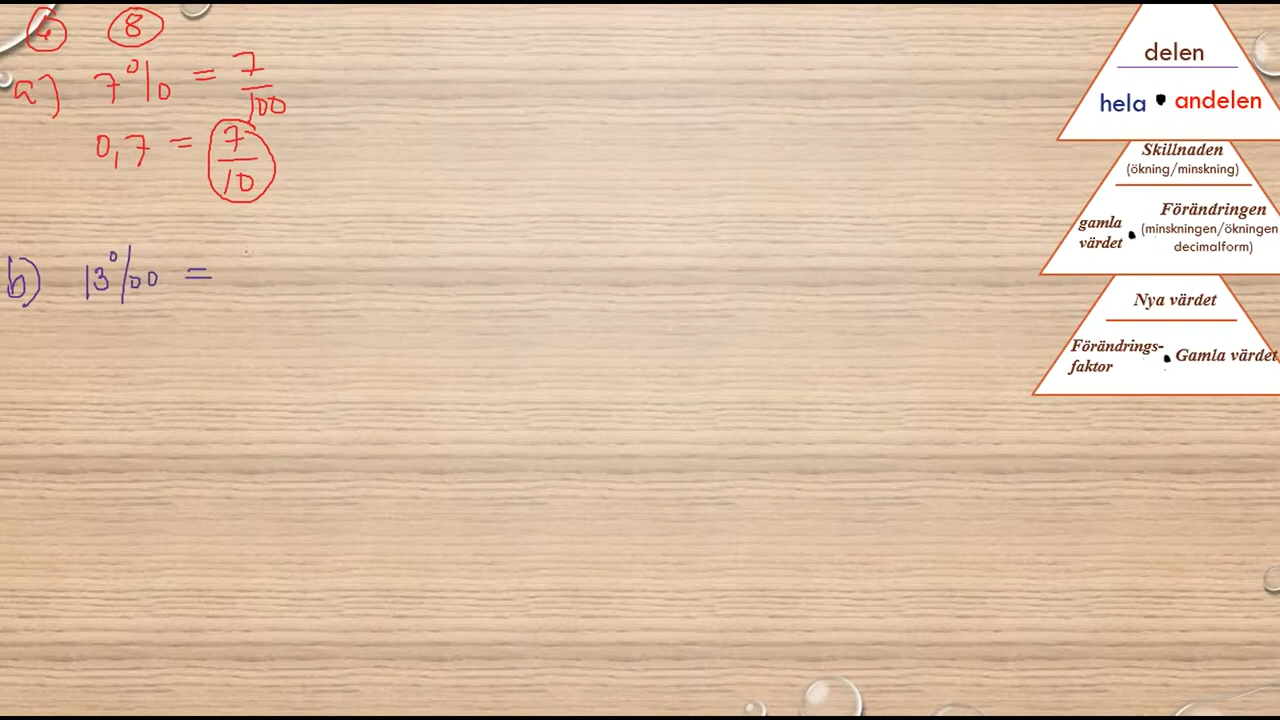 8
a) 7% = 7/100
0,7 = 7/10
b) 13‰ =
delen
hela • andelen
Skillnaden
(ökning/minskning)
gamla värdet • Förändringen
(minskningen/ökningen
decimalform)
Nya värdet
Förändrings-
faktor • Gamla värdet